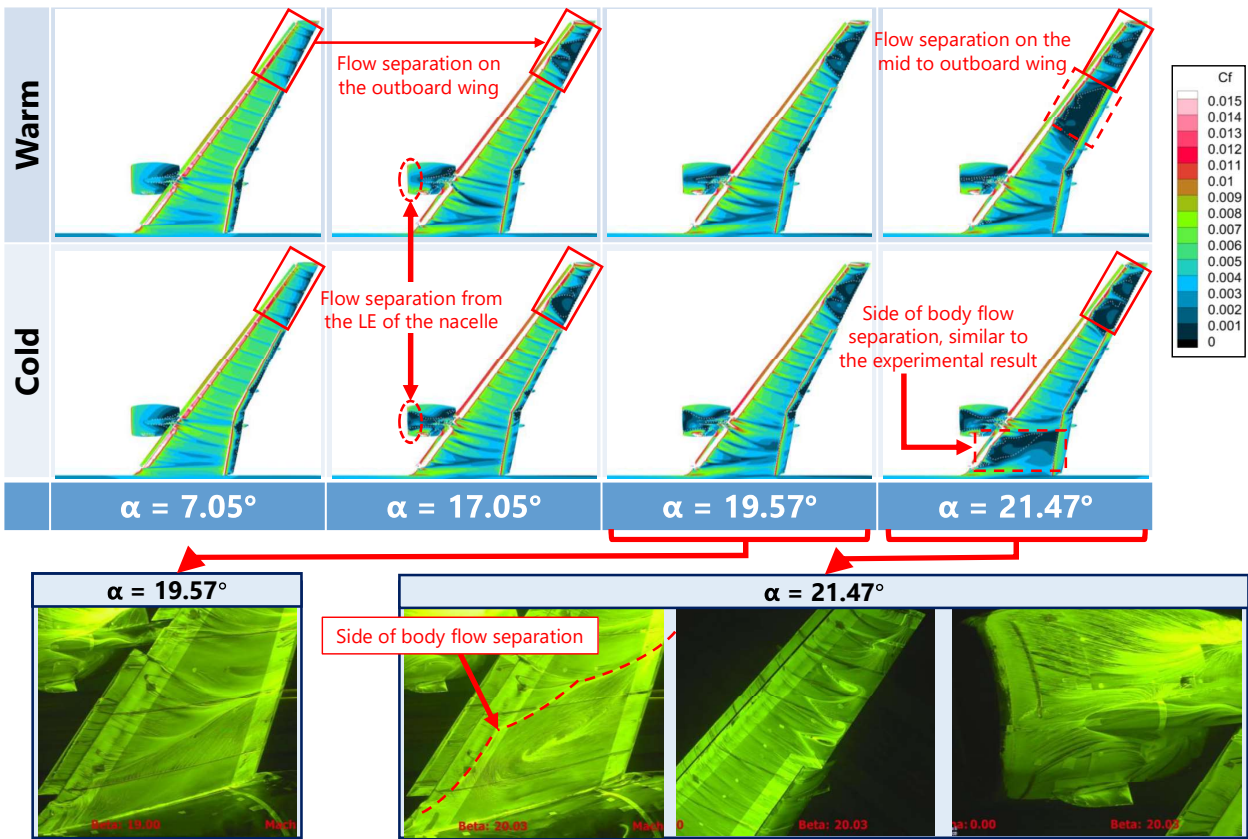 Warm
Flow separation on
the outboard wing
Flow separation on the
mid to outboard wing
Cf
0.015
0.014
0.013
0.012
0.011
0.01
0.009
0.008
0.007
0.006
0.005
0.004
0.003
0.002
0.001
0
Cold
Flow separation from
the LE of the nacelle
Side of body flow
separation, similar to
the experimental result
α = 7.05°
α = 17.05°
α = 19.57°
α = 21.47°
α = 19.57°
α = 21.47°
Side of body flow separation
Beta: 19.00
Mach
Beta: 20.03
Ma
0
Beta: 20.03
na: 0.00
Beta: 20.03